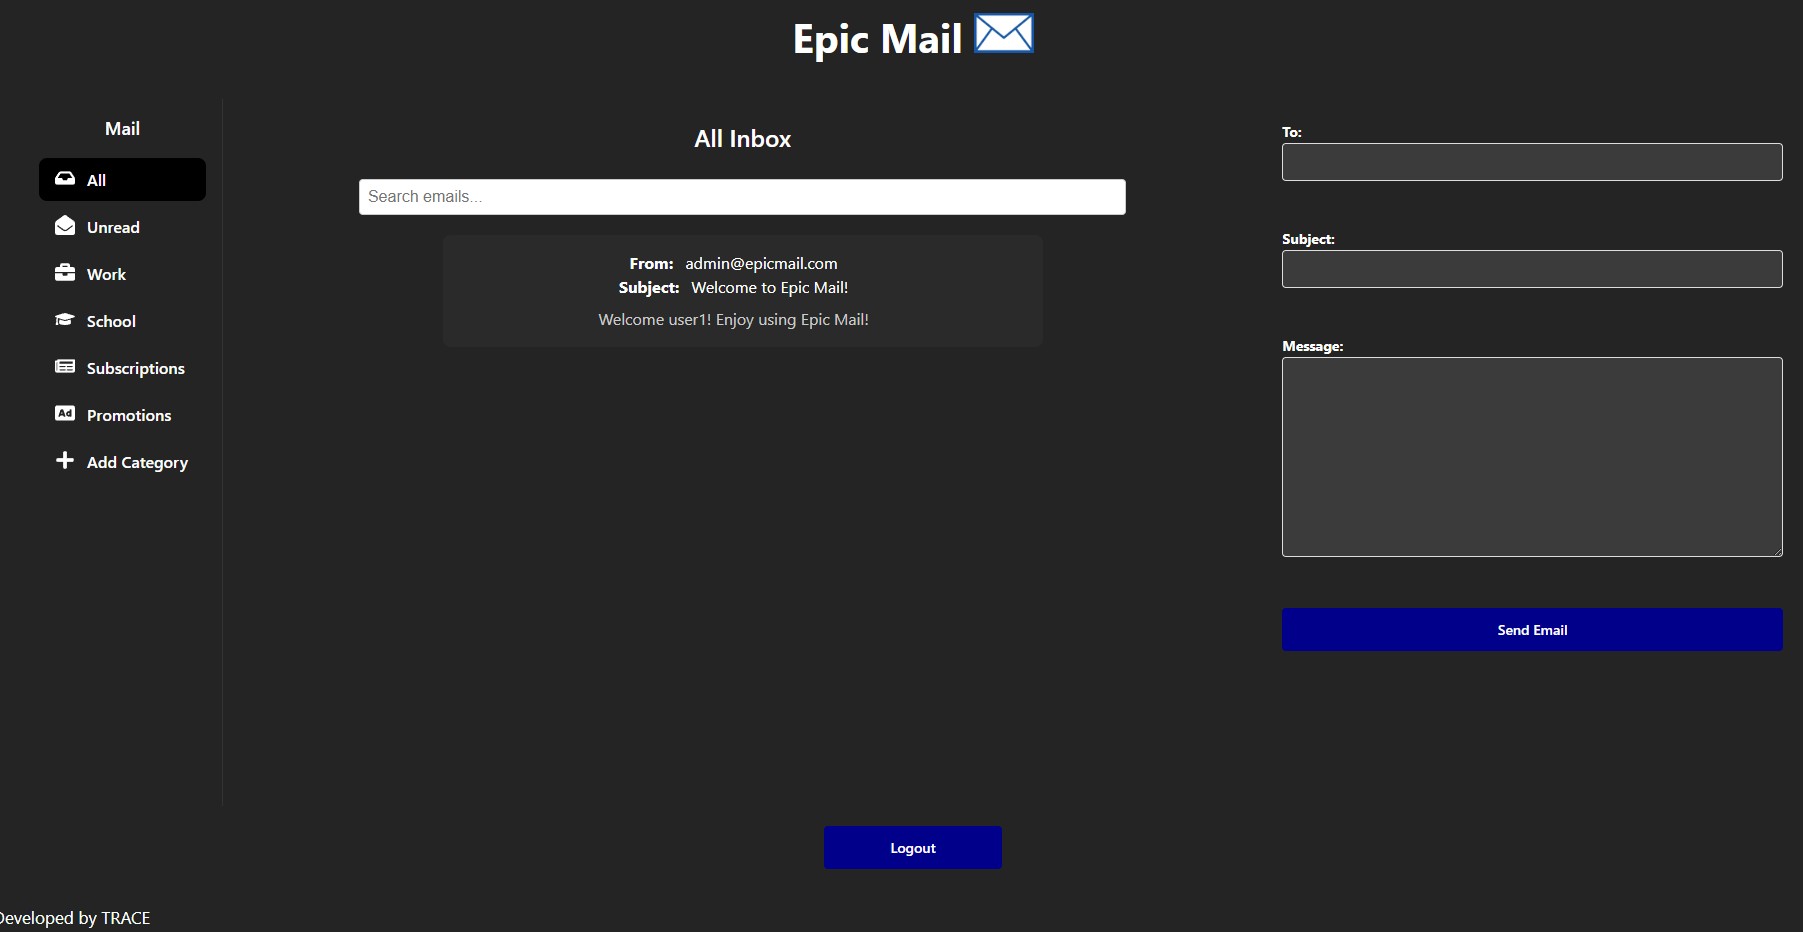 Epic Mail
Mail
All
Unread
Work
School
Subscriptions
Ad Promotions
Add Category
All Inbox
Search emails...
From: admin@epicmail.com
Subject: Welcome to Epic Mail!
Welcome user1! Enjoy using Epic Mail!
To:
Subject:
Message:
Send Email
Logout
Developed by TRACE